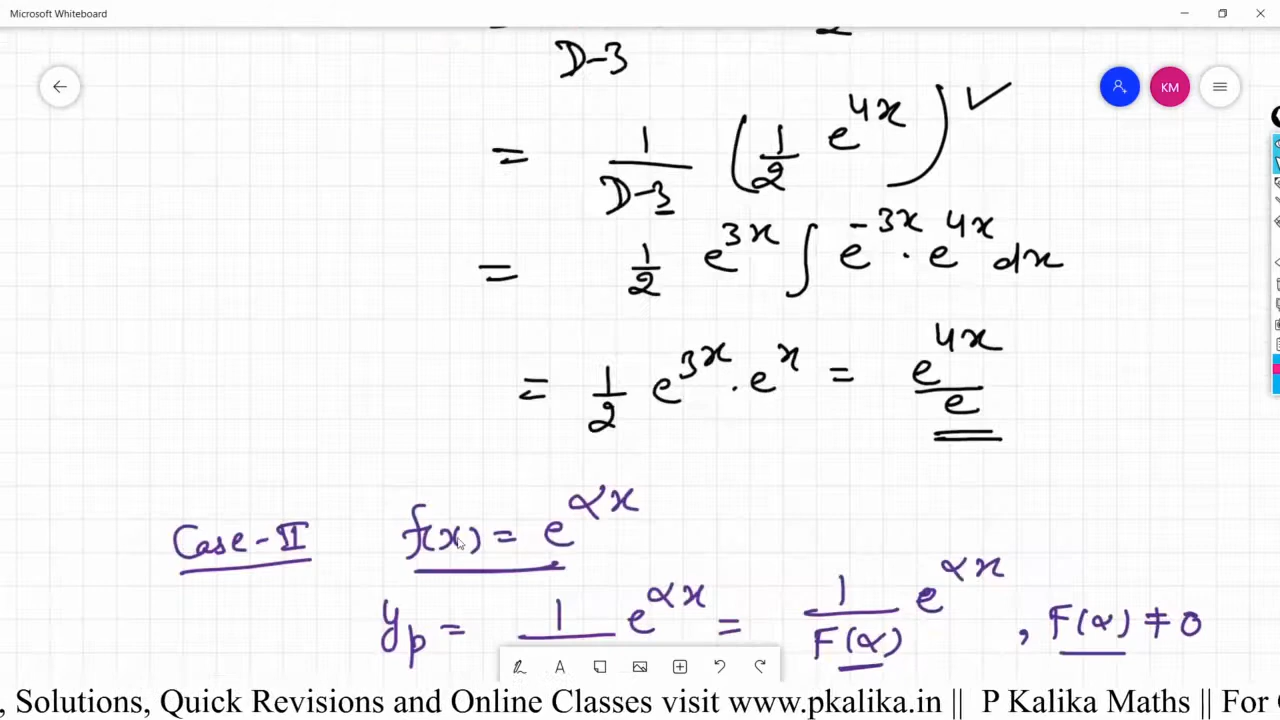 Microsoft Whiteboard
D-3 2
= 1/(D-3) (1/2 e^{4x}) ✓
KM
= 1/2 e^{3x} ∫ e^{-3x} · e^{4x} dx
= 1/2 e^{3x} · e^x = e^{4x}/e
Case-II f(x) = e^{αx}
y_p = 1/ e^{αx} = 1/F(α) e^{αx} , F(α) ≠ 0
, Solutions, Quick Revisions and Online Classes visit www.pkalika.in || P Kalika Maths || For